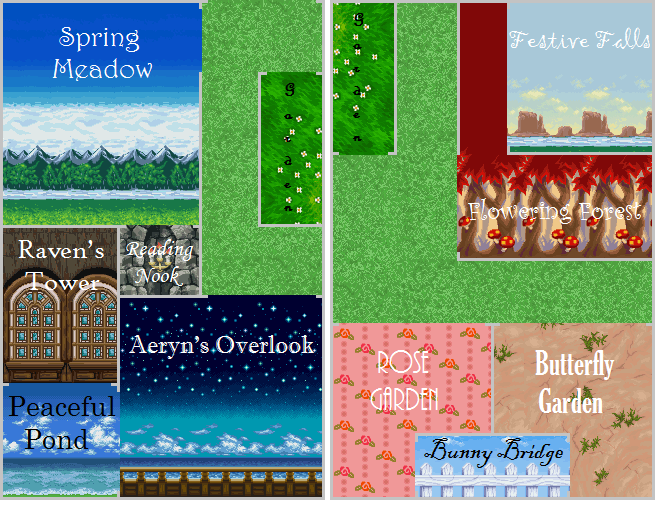 Spring
Meadow
Garden
Raven's
Tower
Reading
Nook
Aeryn's Overlook
Peaceful
Pond
Garden
Festive Falls
Flowering Forest
ROSE
GARDEN
Butterfly
Garden
Bunny Bridge